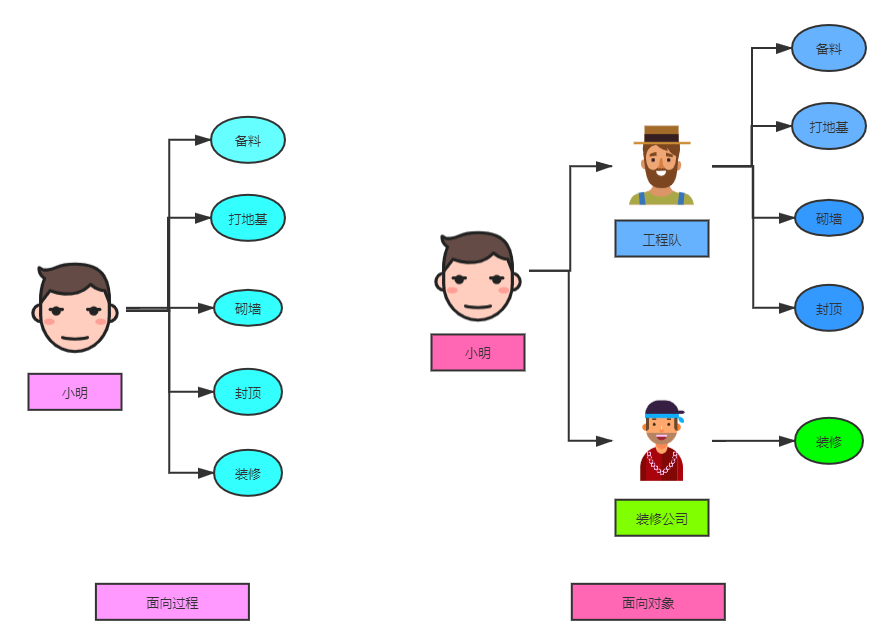 备料
打地基
砌墙
封顶
装修
小明
面向过程
小明
工程队
备料
打地基
砌墙
封顶
装修公司
装修
面向对象